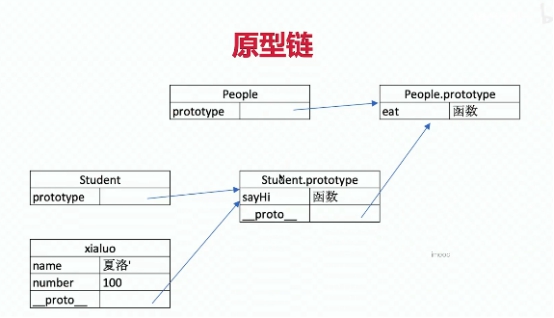 原型链
People
prototype
People.prototype
eat 函数
Student
prototype
Student.prototype
sayHi 函数
__proto__
xialuo
name 夏洛'
number 100
__proto__
imooc